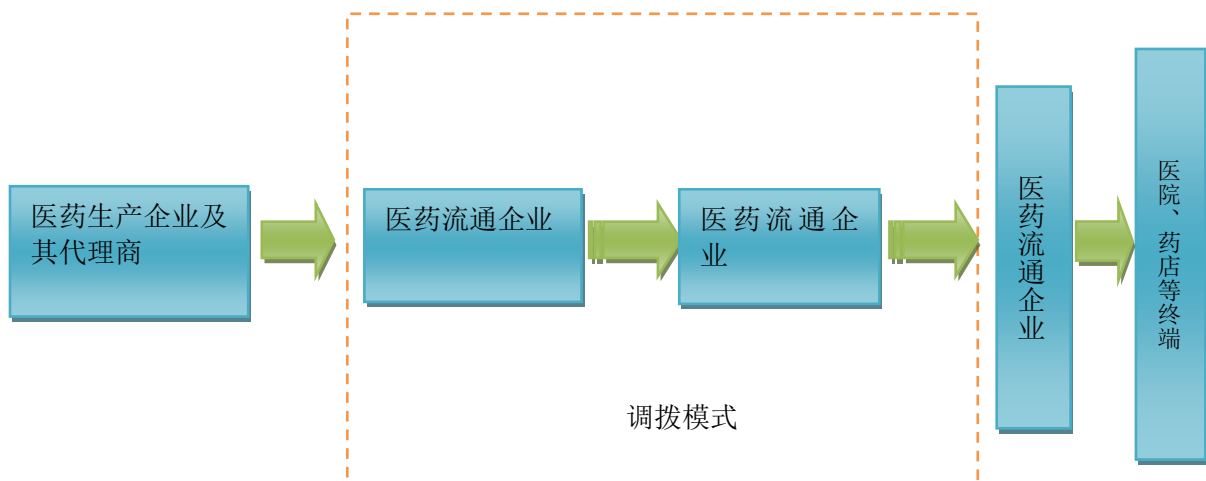 医药生产企业及
其代理商
医药流通企业
医药流通企
业
医药流通企业
医院、药店等终端
调拨模式